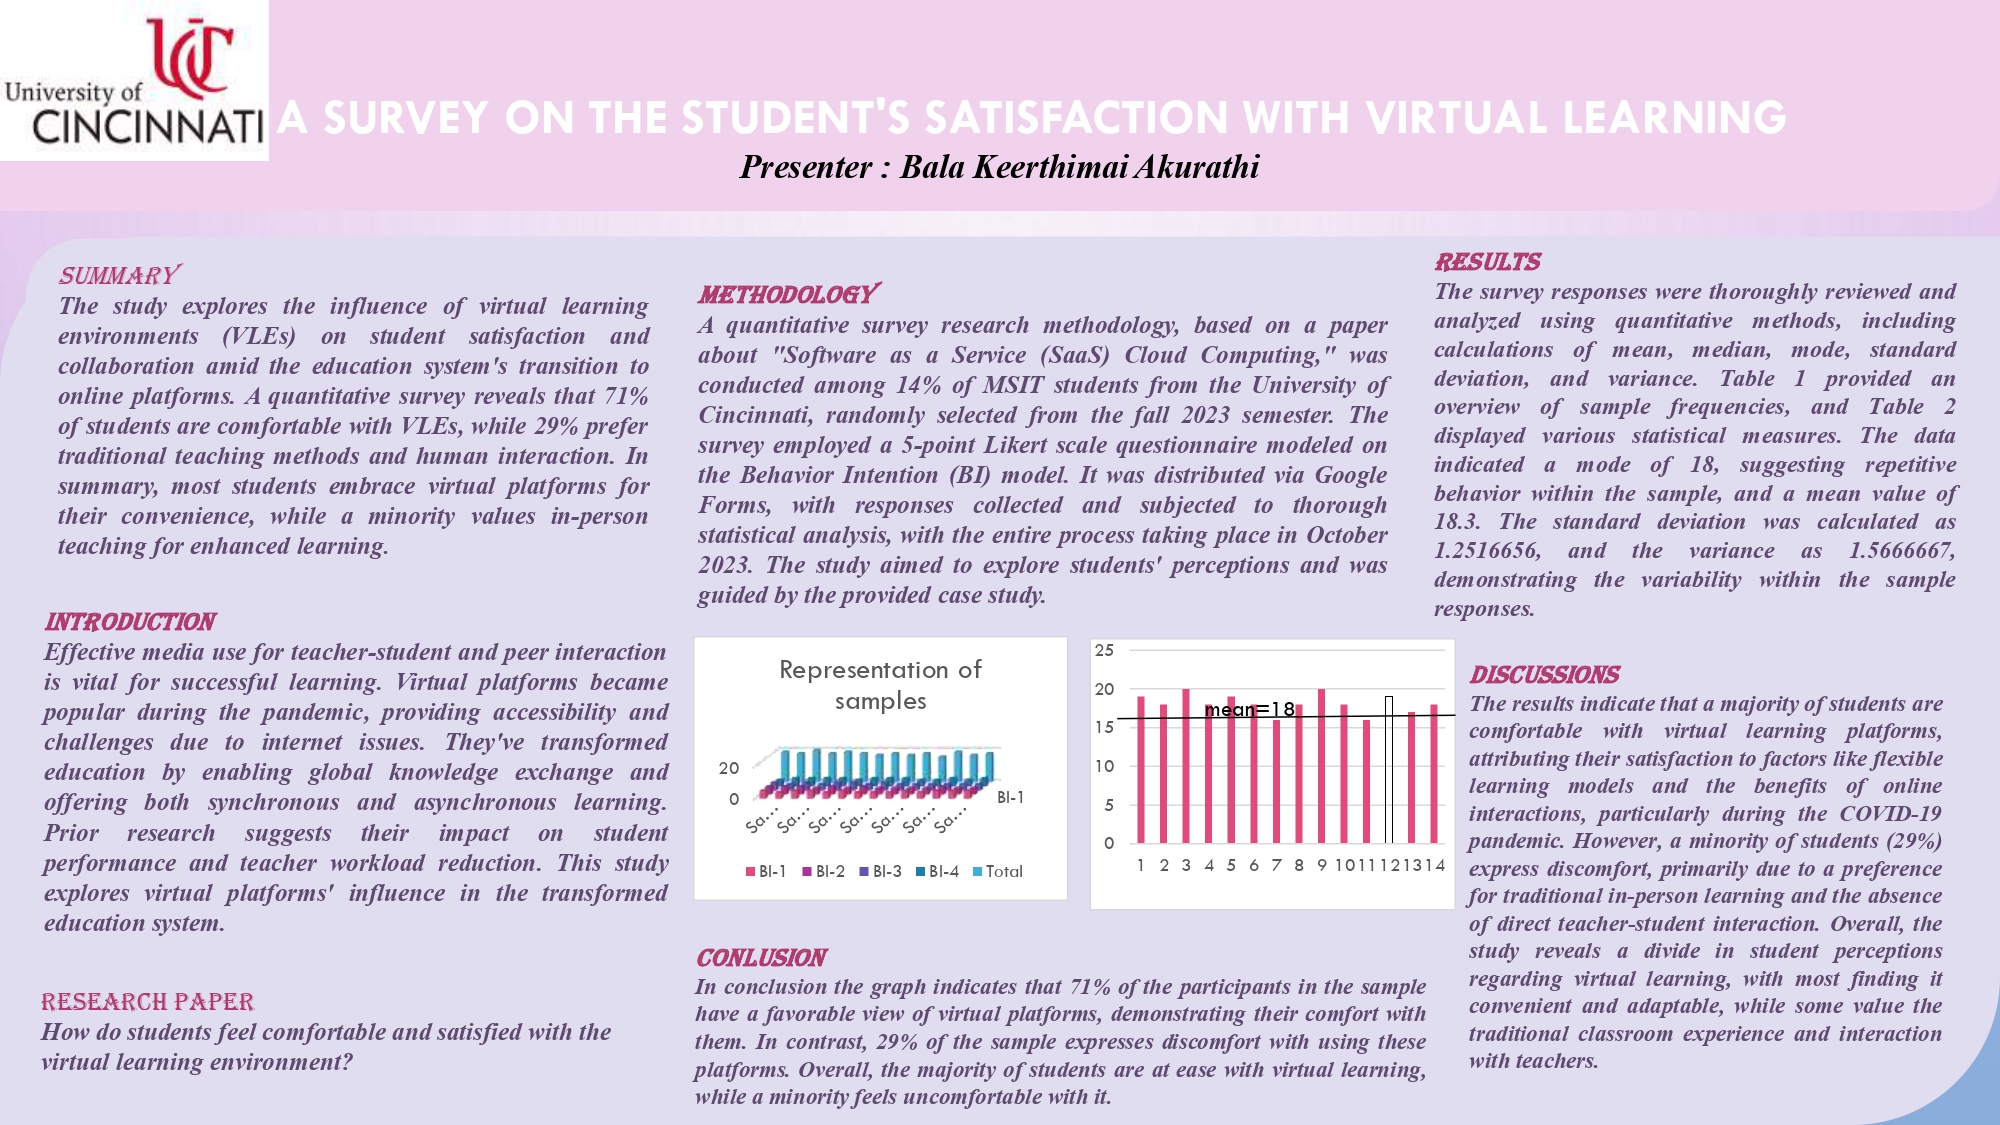 University of
CINCINNATI
A SURVEY ON THE STUDENT'S SATISFACTION WITH VIRTUAL LEARNING
Presenter : Bala Keerthimai Akurathi
SUMMARY
The study explores the influence of virtual learning
environments (VLEs) on student satisfaction and
collaboration amid the education system's transition to
online platforms. A quantitative survey reveals that 71%
of students are comfortable with VLEs, while 29% prefer
traditional teaching methods and human interaction. In
summary, most students embrace virtual platforms for
their convenience, while a minority values in-person
teaching for enhanced learning.
INTRODUCTION
Effective media use for teacher-student and peer interaction
is vital for successful learning. Virtual platforms became
popular during the pandemic, providing accessibility and
challenges due to internet issues. They've transformed
education by enabling global knowledge exchange and
offering both synchronous and asynchronous learning.
Prior research suggests their impact on student
performance and teacher workload reduction. This study
explores virtual platforms' influence in the transformed
education system.
RESEARCH PAPER
How do students feel comfortable and satisfied with the
virtual learning environment?
METHODOLOGY
A quantitative survey research methodology, based on a paper
about "Software as a Service (SaaS) Cloud Computing," was
conducted among 14% of MSIT students from the University of
Cincinnati, randomly selected from the fall 2023 semester. The
survey employed a 5-point Likert scale questionnaire modeled on
the Behavior Intention (BI) model. It was distributed via Google
Forms, with responses collected and subjected to thorough
statistical analysis, with the entire process taking place in October
2023. The study aimed to explore students' perceptions and was
guided by the provided case study.
Representation of
samples
20
0
BI-1
Sa... Sa... Sa... Sa... Sa... Sa... Sa...
BI-1 BI-2 BI-3 BI-4 Total
25
20
mean=18
15
10
5
0
1 2 3 4 5 6 7 8 9 10 11 12 13 14
CONLUSION
In conclusion the graph indicates that 71% of the participants in the sample
have a favorable view of virtual platforms, demonstrating their comfort with
them. In contrast, 29% of the sample expresses discomfort with using these
platforms. Overall, the majority of students are at ease with virtual learning,
while a minority feels uncomfortable with it.
RESULTS
The survey responses were thoroughly reviewed and
analyzed using quantitative methods, including
calculations of mean, median, mode, standard
deviation, and variance. Table 1 provided an
overview of sample frequencies, and Table 2
displayed various statistical measures. The data
indicated a mode of 18, suggesting repetitive
behavior within the sample, and a mean value of
18.3. The standard deviation was calculated as
1.2516656, and the variance as 1.5666667,
demonstrating the variability within the sample
responses.
DISCUSSIONS
The results indicate that a majority of students are
comfortable with virtual learning platforms,
attributing their satisfaction to factors like flexible
learning models and the benefits of online
interactions, particularly during the COVID-19
pandemic. However, a minority of students (29%)
express discomfort, primarily due to a preference
for traditional in-person learning and the absence
of direct teacher-student interaction. Overall, the
study reveals a divide in student perceptions
regarding virtual learning, with most finding it
convenient and adaptable, while some value the
traditional classroom experience and interaction
with teachers.